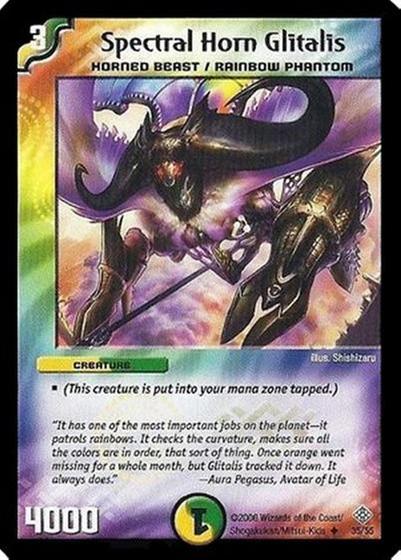 3
Spectral Horn Glitalis
HORNED BEAST / RAINBOW PHANTOM
illus. Shishizaru
CREATURE
▪ (This creature is put into your mana zone tapped.)
"It has one of the most important jobs on the planet—it
patrols rainbows. It checks the curvature, makes sure all
the colors are in order, that sort of thing. Once orange went
missing for a whole month, but Glitalis tracked it down. It
always does."
—Aura Pegasus, Avatar of Life
4000
1
©2006 Wizards of the Coast/
Shogakukan/Mitsui-Kids ◆ 35/55